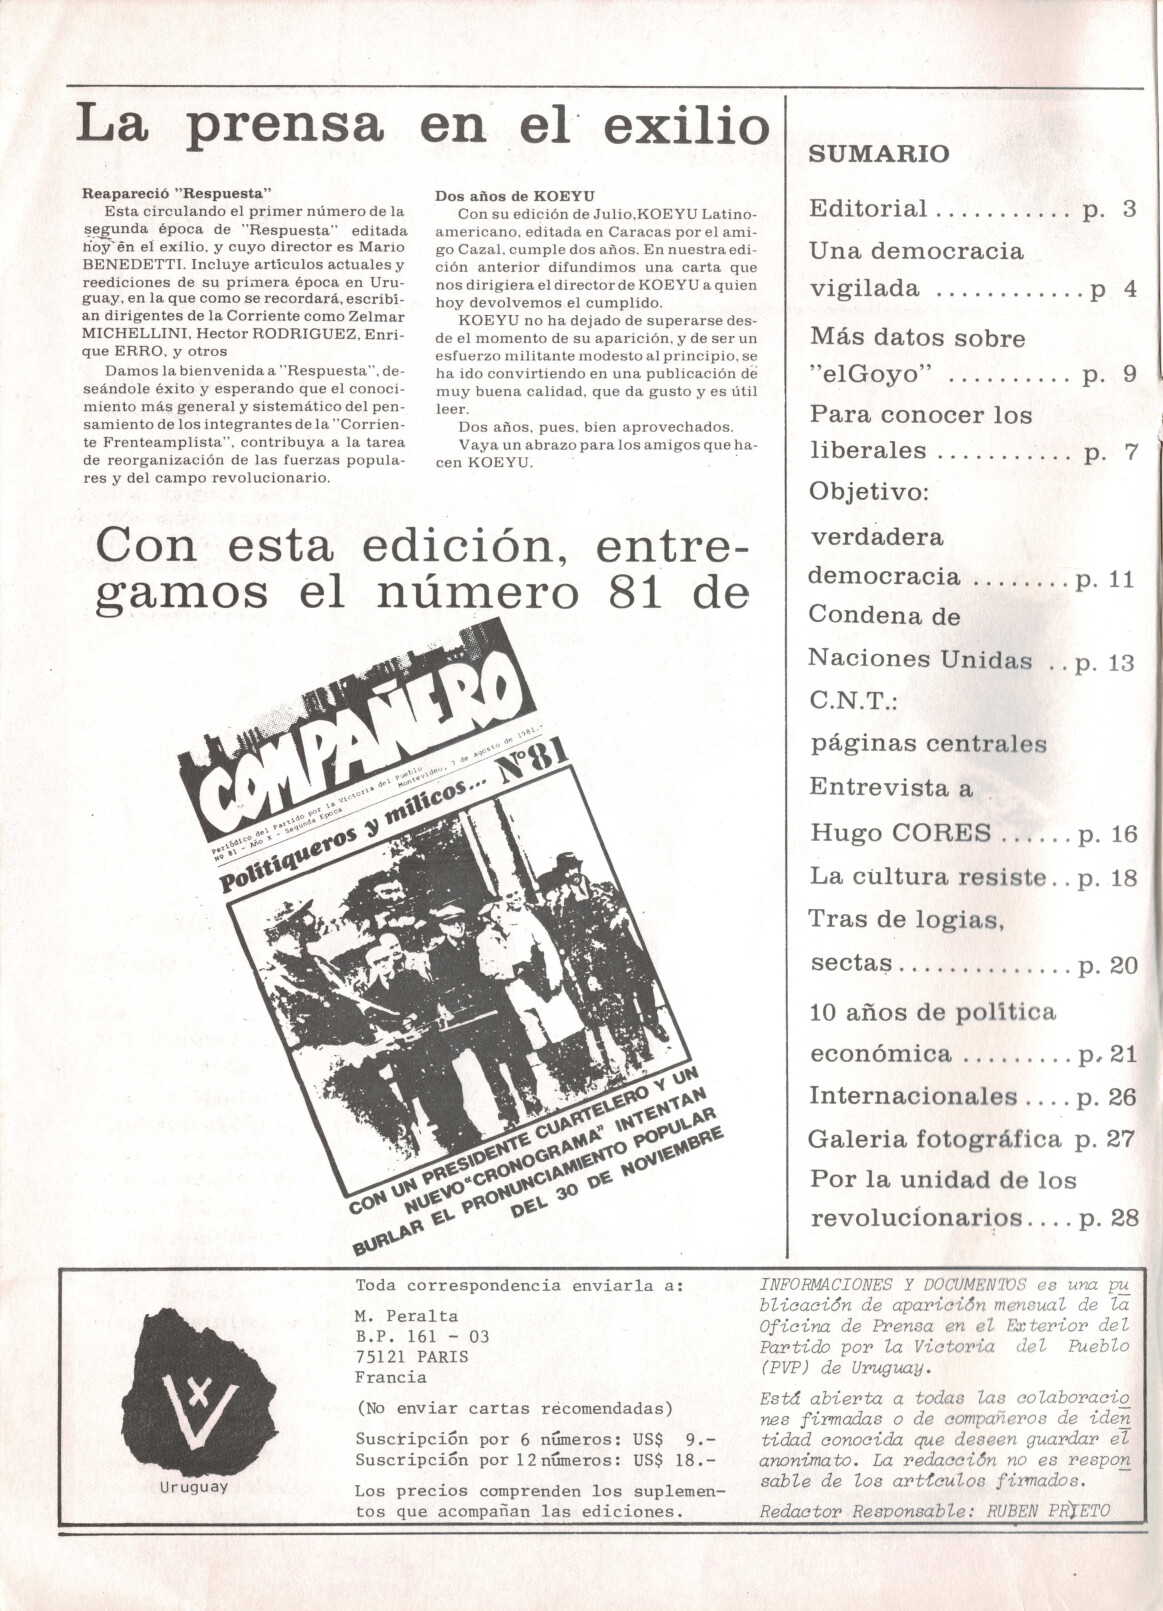 La prensa en el exilio
Reapareció "Respuesta"
Esta circulando el primer número de la
segunda época de "Respuesta" editada
hoy en el exilio, y cuyo director es Mario
BENEDETTI. Incluye artículos actuales y
reediciones de su primera época en Uru-
guay, en la que como se recordará, escribi-
an dirigentes de la Corriente como Zelmar
MICHELLINI, Hector RODRIGUEZ, Enri-
que ERRO, y otros
Damos la bienvenida a "Respuesta", de-
seándole éxito y esperando que el conoci-
miento más general y sistemático del pen-
samiento de los integrantes de la "Corrien-
te Frenteamplista", contribuya a la tarea
de reorganización de las fuerzas popula-
res y del campo revolucionario.
Dos años de KOEYU
Con su edición de Julio,KOEYU Latino-
americano, editada en Caracas por el ami-
go Cazal, cumple dos años. En nuestra edi-
ción anterior difundimos una carta que
nos dirigiera el director de KOEYU a quien
hoy devolvemos el cumplido.
KOEYU no ha dejado de superarse des-
de el momento de su aparición, y de ser un
esfuerzo militante modesto al principio, se
ha ido convirtiendo en una publicación de
muy buena calidad, que da gusto y es útil
leer.
Dos años, pues, bien aprovechados.
Vaya un abrazo para los amigos que ha-
cen KOEYU.
Con esta edición, entre-
gamos el número 81 de
COMPAÑERO
Periódico del Partido por la Victoria del Pueblo
Nº 81 - Año X - Segunda Epoca Montevideo, 7 de agosto de 1981.-
Politiqueros y milicos... Nº 81
CON UN PRESIDENTE CUARTELERO Y UN
NUEVO "CRONOGRAMA" INTENTAN
BURLAR EL PRONUNCIAMIENTO POPULAR
DEL 30 DE NOVIEMBRE
SUMARIO
Editorial ........... p. 3
Una democracia
vigilada ............ p 4
Más datos sobre
"elGoyo" .......... p. 9
Para conocer los
liberales ........... p. 7
Objetivo:
verdadera
democracia ........ p. 11
Condena de
Naciones Unidas .. p. 13
C.N.T.:
páginas centrales
Entrevista a
Hugo CORES ...... p. 16
La cultura resiste.. p. 18
Tras de logias,
sectas .............. p. 20
10 años de política
económica ......... p. 21
Internacionales .... p. 26
Galeria fotográfica p. 27
Por la unidad de los
revolucionarios .... p. 28
V
X
Uruguay
Toda correspondencia enviarla a:
M. Peralta
B.P. 161 - 03
75121 PARIS
Francia
(No enviar cartas recomendadas)
Suscripción por 6 números: US$ 9.-
Suscripción por 12 números: US$ 18.-
Los precios comprenden los suplemen-
tos que acompañan las ediciones.
INFORMACIONES Y DOCUMENTOS es una pu
blicación de aparición mensual de la
Oficina de Prensa en el Exterior del
Partido por la Victoria del Pueblo
(PVP) de Uruguay.
Está abierta a todas las colaboracio
nes firmadas o de compañeros de iden
tidad conocida que deseen guardar el
anonimato. La redacción no es respon
sable de los artículos firmados.
Redactor Responsable: RUBEN PRIETO